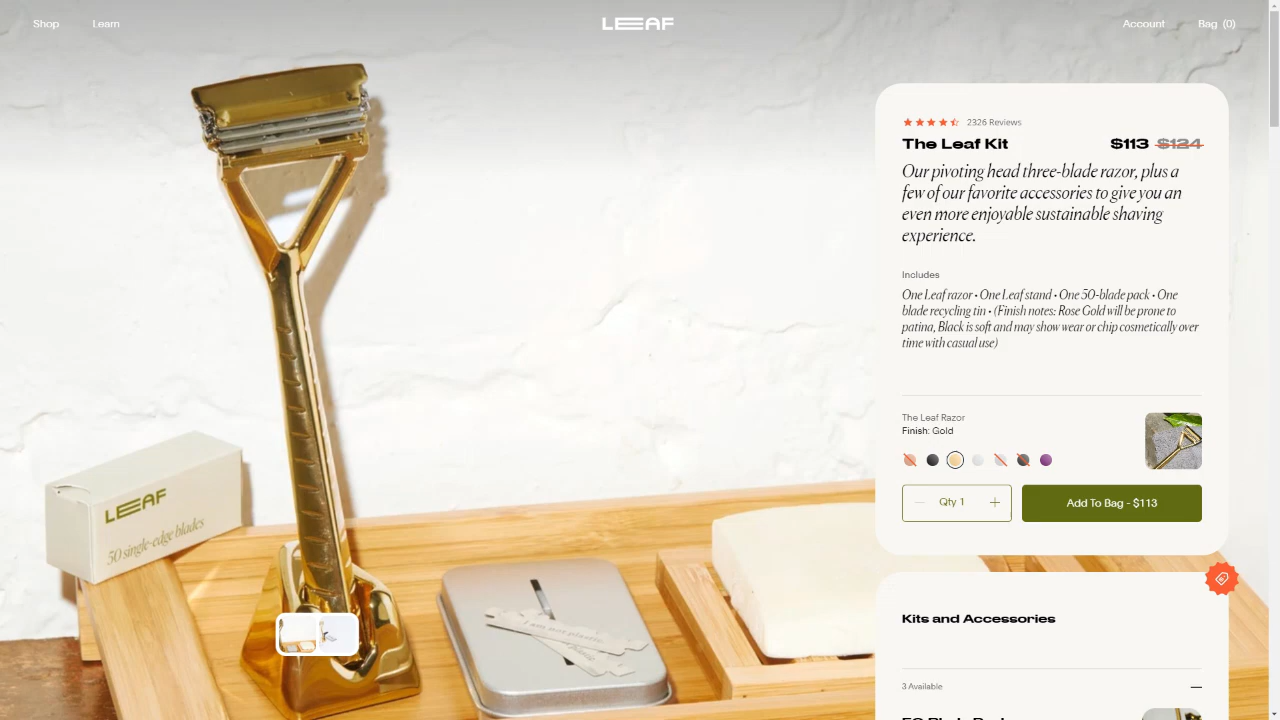 Shop
Learn
LEAF
Account
Bag (0)
2326 Reviews
The Leaf Kit
$113 $124
Our pivoting head three-blade razor, plus a
few of our favorite accessories to give you an
even more enjoyable sustainable shaving
experience.
Includes
One Leaf razor • One Leaf stand • One 50-blade pack • One
blade recycling tin • (Finish notes: Rose Gold will be prone to
patina, Black is soft and may show wear or chip cosmetically over
time with casual use)
The Leaf Razor
Finish: Gold
Qty 1
Add To Bag - $113
Kits and Accessories
3 Available
LEAF
50 single-edge blades
I am not plastic
plastic